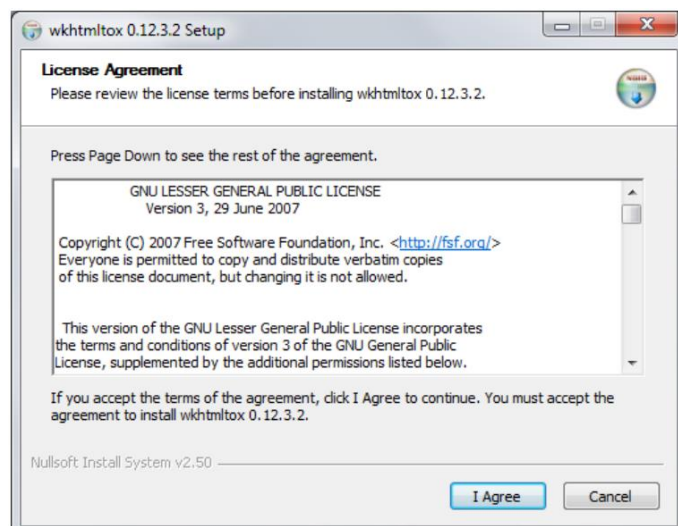 wkhtmltox 0.12.3.2 Setup
License Agreement
Please review the license terms before installing wkhtmltox 0.12.3.2.
Press Page Down to see the rest of the agreement.
GNU LESSER GENERAL PUBLIC LICENSE
Version 3, 29 June 2007
Copyright (C) 2007 Free Software Foundation, Inc. <http://fsf.org/>
Everyone is permitted to copy and distribute verbatim copies
of this license document, but changing it is not allowed.
This version of the GNU Lesser General Public License incorporates
the terms and conditions of version 3 of the GNU General Public
License, supplemented by the additional permissions listed below.
If you accept the terms of the agreement, click I Agree to continue. You must accept the
agreement to install wkhtmltox 0.12.3.2.
Nullsoft Install System v2.50
I Agree
Cancel